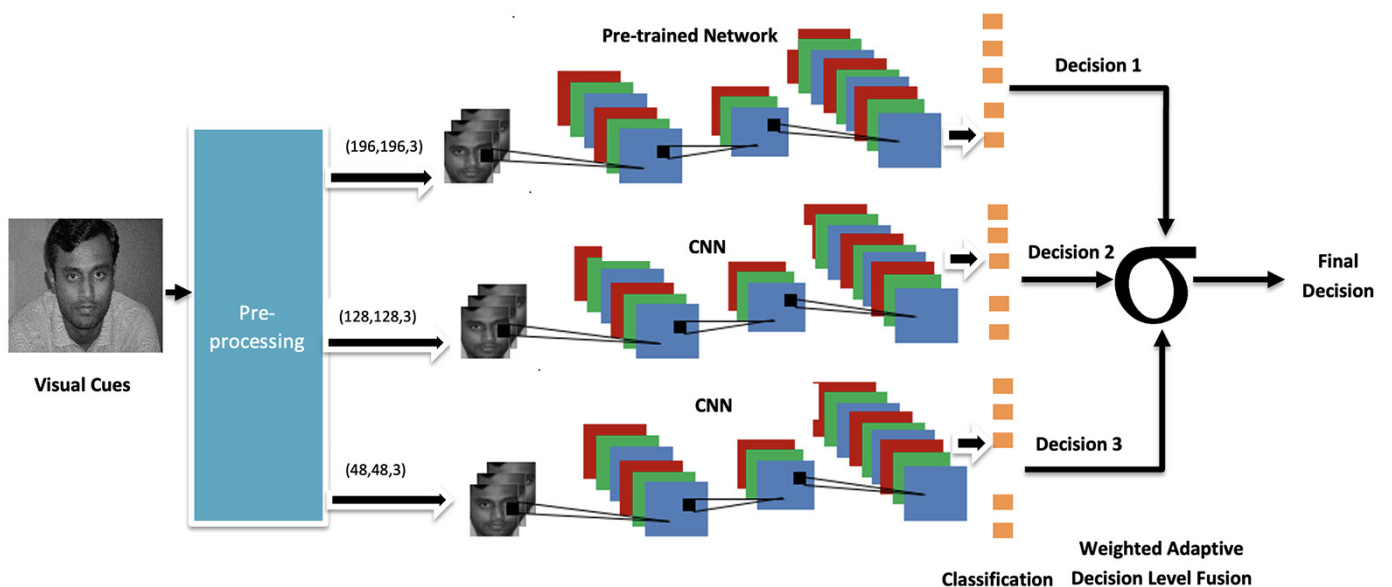 Pre-trained Network
Decision 1
(196,196,3)
CNN
Decision 2
Final
Decision
Pre-
processing
(128,128,3)
Visual Cues
CNN
Decision 3
(48,48,3)
Classification
Weighted Adaptive
Decision Level Fusion